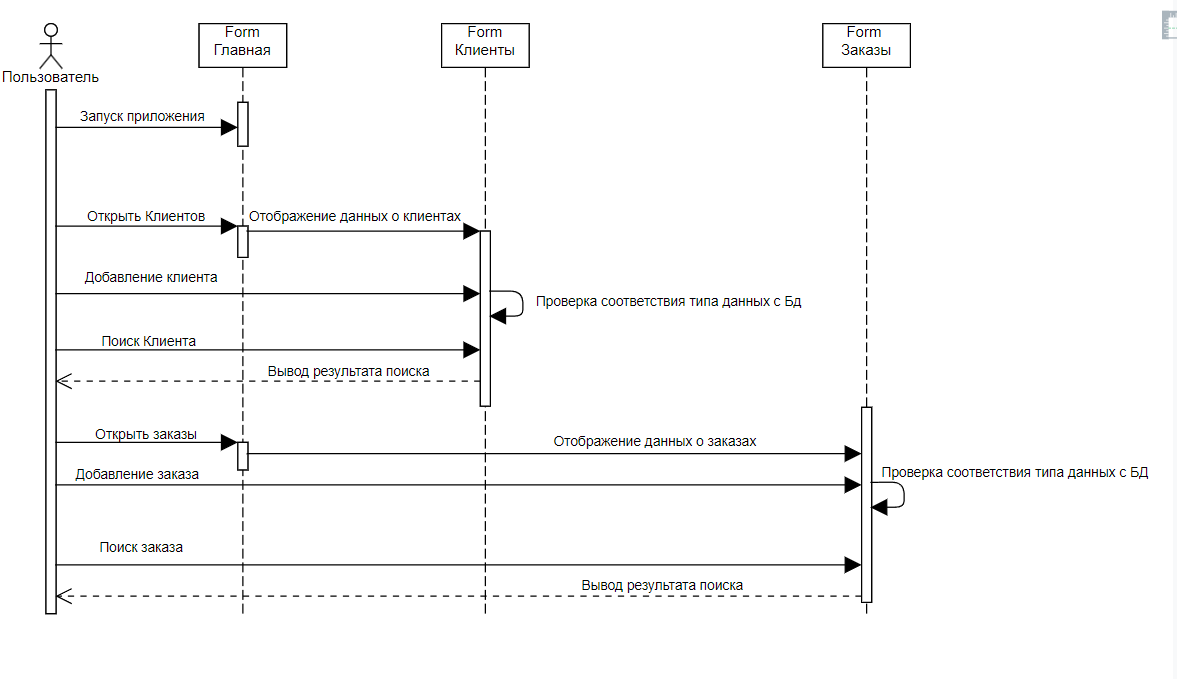 Form
Главная
Form
Клиенты
Form
Заказы
Пользователь
Запуск приложения
Открыть Клиентов
Отображение данных о клиентах
Добавление клиента
Проверка соответствия типа данных с Бд
Поиск Клиента
Вывод результата поиска
Открыть заказы
Отображение данных о заказах
Добавление заказа
Проверка соответствия типа данных с БД
Поиск заказа
Вывод результата поиска